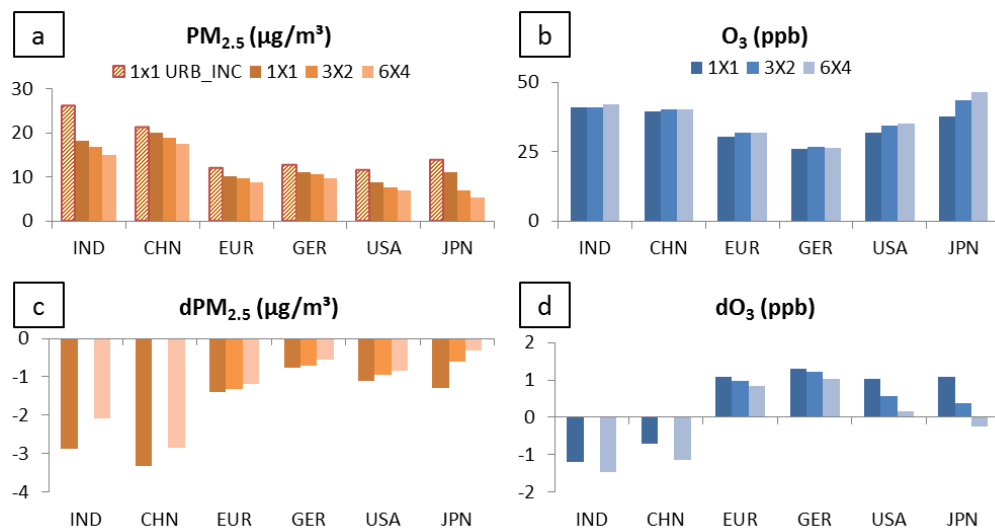 a
PM2.5 (µg/m³)
1x1 URB_INC 1X1 3X2 6X4
30
20
10
0
IND CHN EUR GER USA JPN
b
O3 (ppb)
1X1 3X2 6X4
50
25
0
IND CHN EUR GER USA JPN
c
dPM2.5 (µg/m³)
0
-1
-2
-3
-4
IND CHN EUR GER USA JPN
d
dO3 (ppb)
2
1
0
-1
-2
IND CHN EUR GER USA JPN